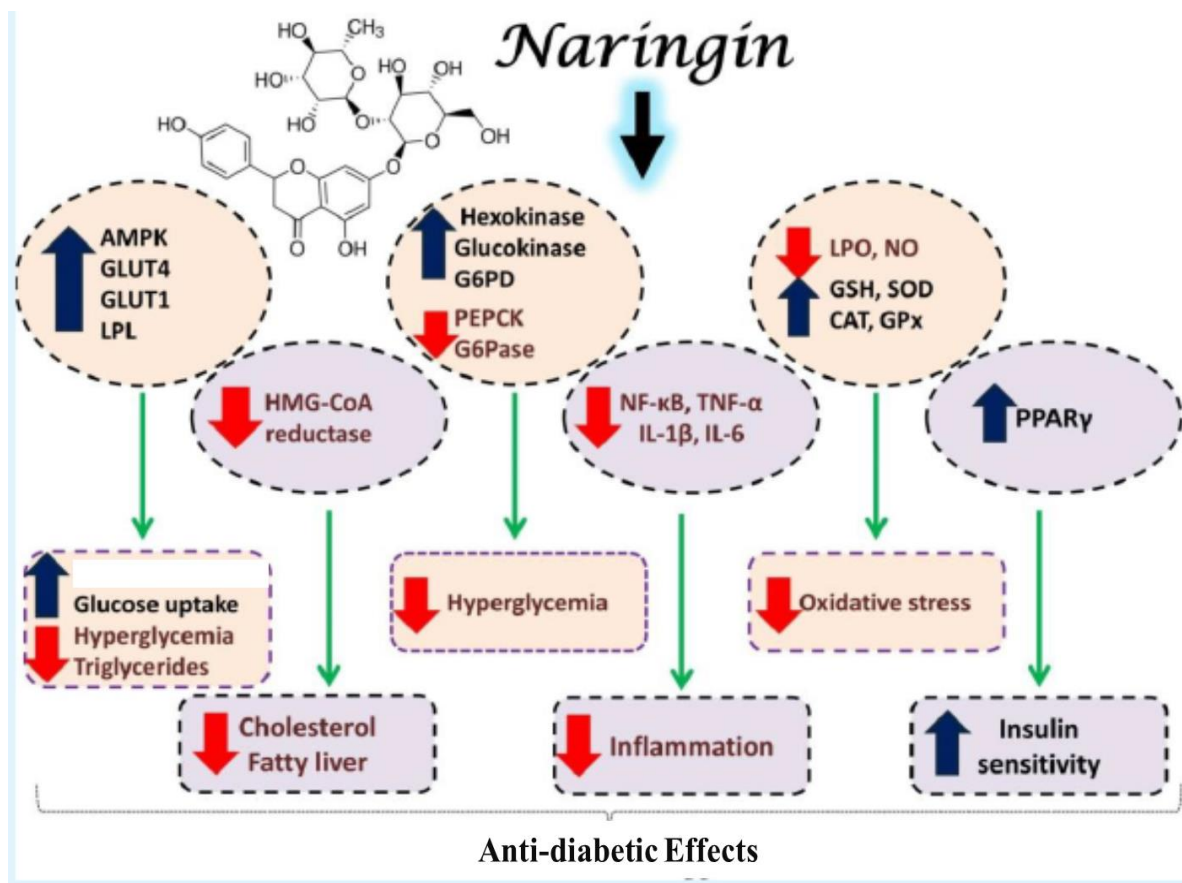 Naringin
HO
CH3
HO
HO
HO
O
HO
OH
O
O
OH
HO
O
O
O
OH
AMPK
GLUT4
GLUT1
LPL
Hexokinase
Glucokinase
G6PD
PEPCK
G6Pase
LPO, NO
GSH, SOD
CAT, GPx
HMG-CoA
reductase
NF-κB, TNF-α
IL-1β, IL-6
PPARγ
Glucose uptake
Hyperglycemia
Triglycerides
Hyperglycemia
Oxidative stress
Cholesterol
Fatty liver
Inflammation
Insulin
sensitivity
Anti-diabetic Effects